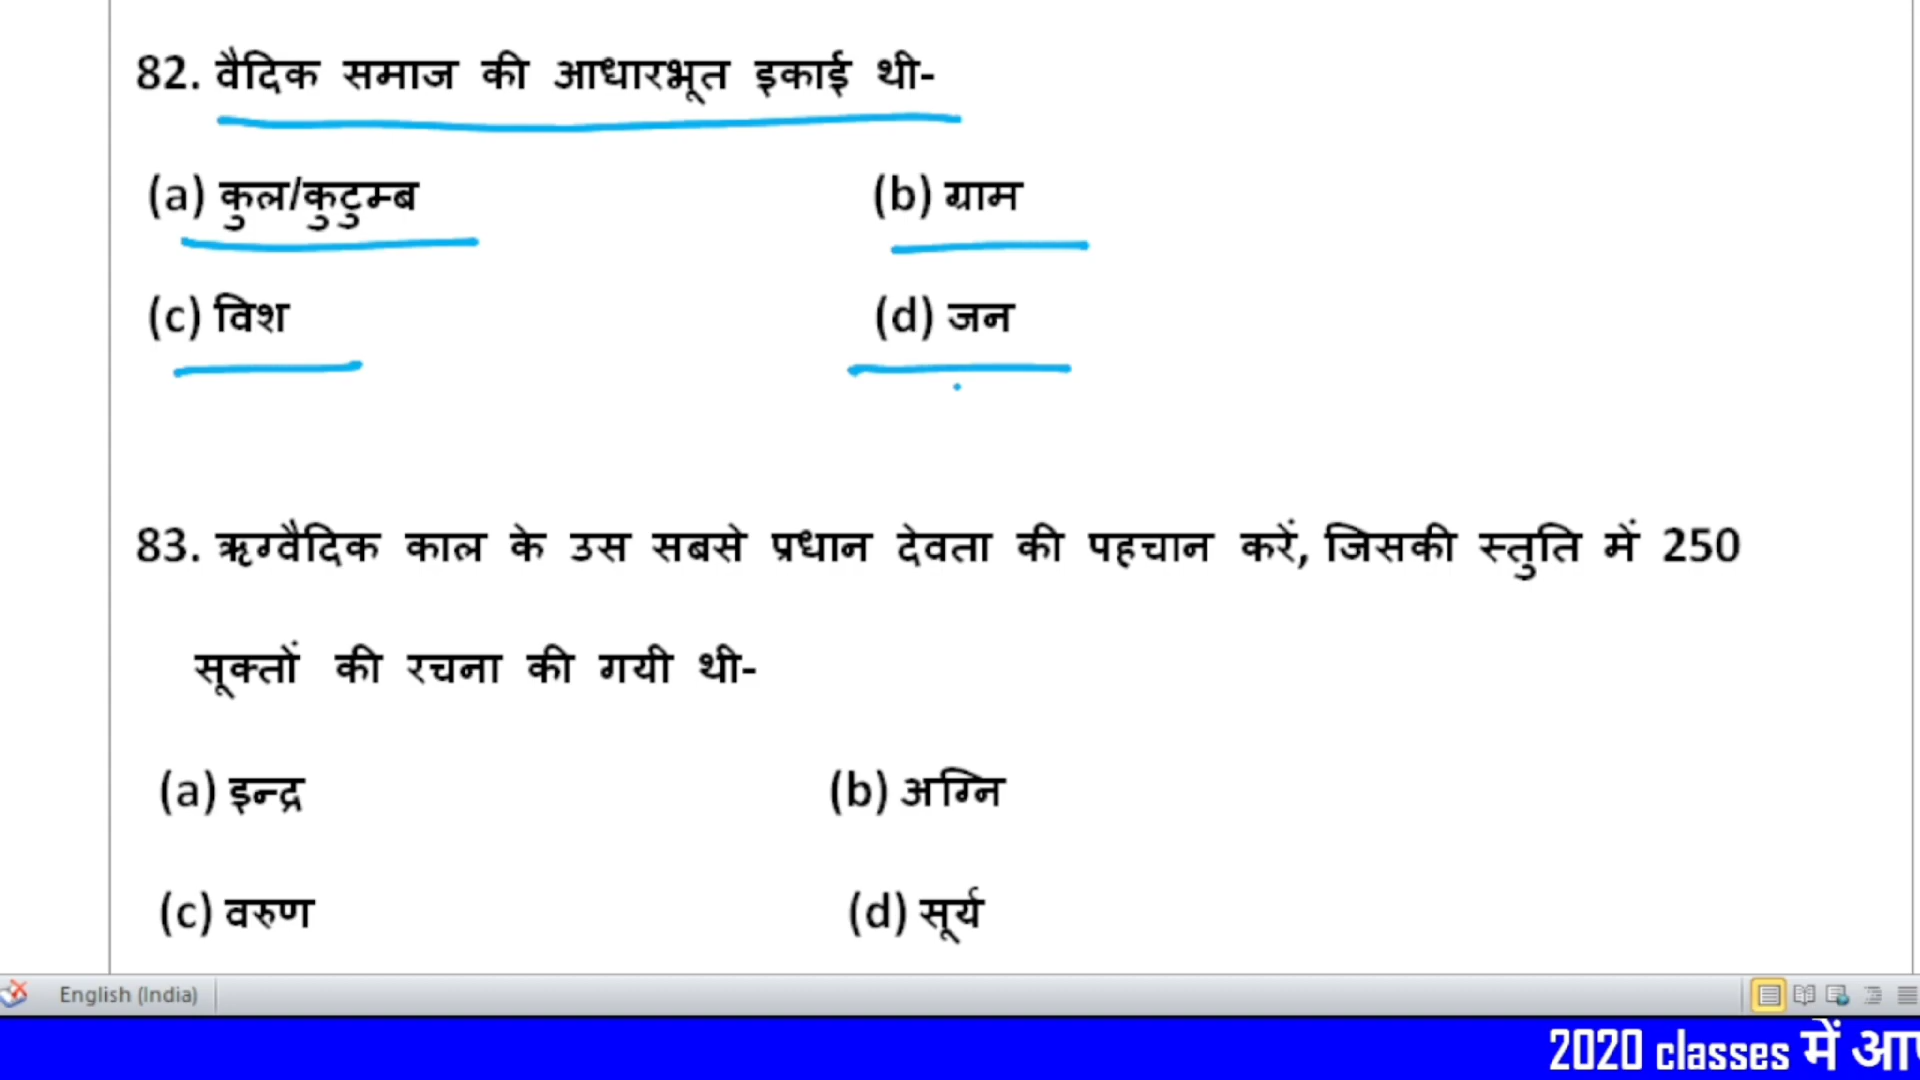 82. वैदिक समाज की आधारभूत इकाई थी-
(a) कुल/कुटुम्ब (b) ग्राम
(c) विश (d) जन
83. ऋग्वैदिक काल के उस सबसे प्रधान देवता की पहचान करें, जिसकी स्तुति में 250
सूक्तों की रचना की गयी थी-
(a) इन्द्र (b) अग्नि
(c) वरुण (d) सूर्य
English (India)
2020 classes में